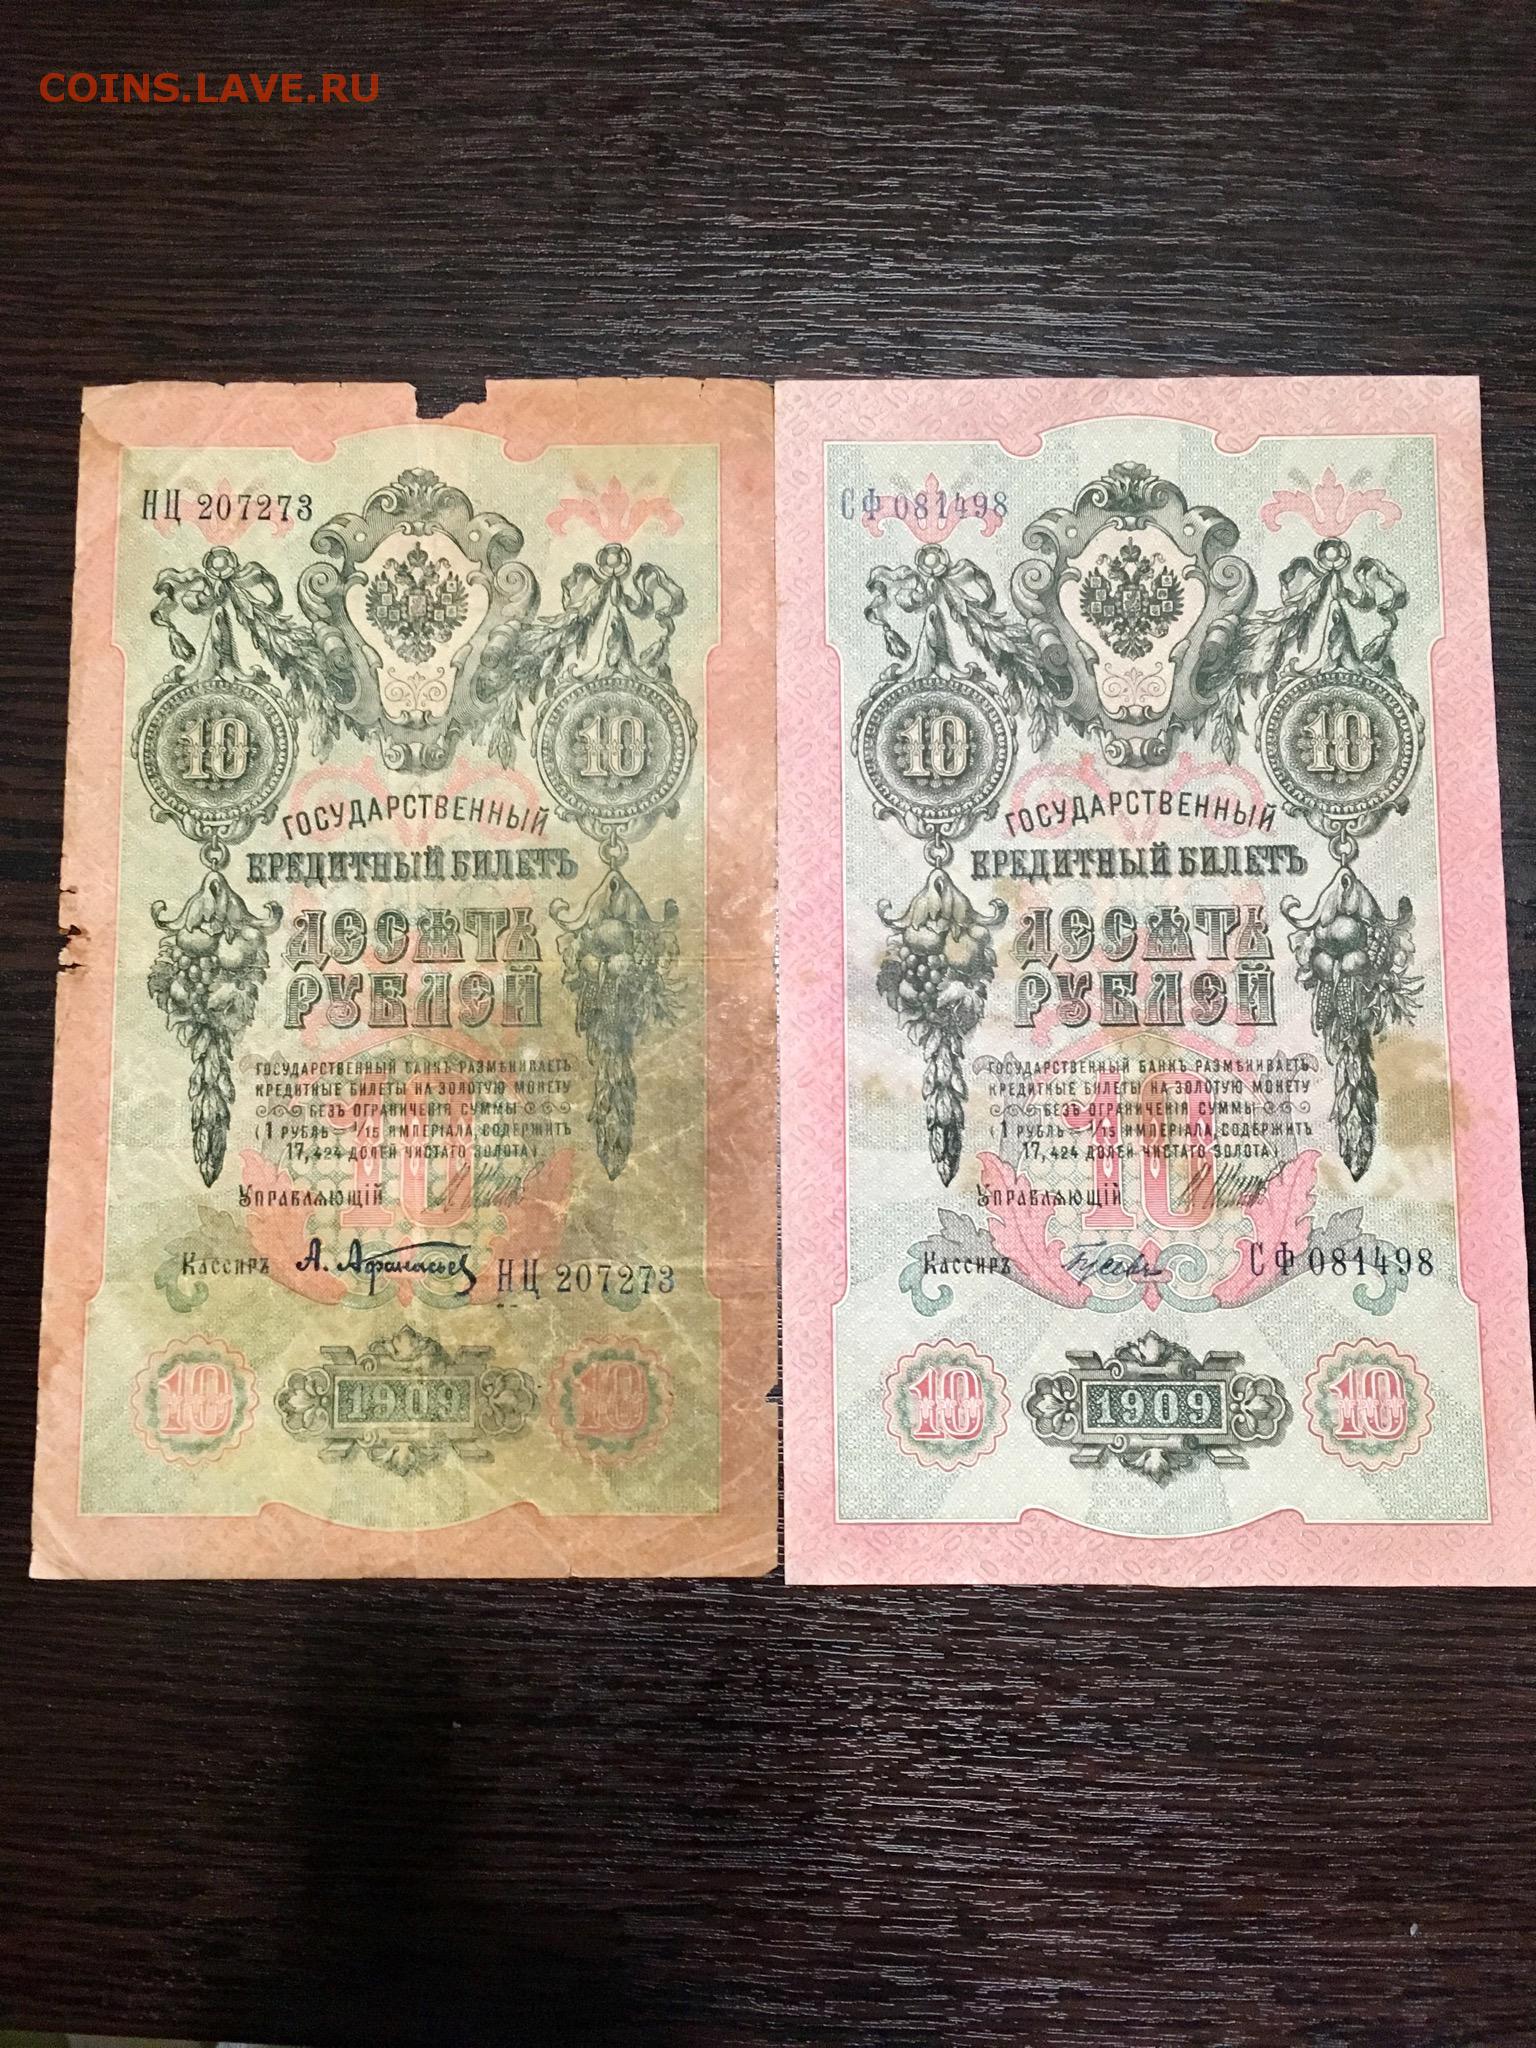 COINS.LAVE.RU
НЦ 207273
10
10
ГОСУДАРСТВЕННЫЙ
КРЕДИТНЫЙ БИЛЕТЪ
ДЕСѦТЬ
РУБЛЕЙ
ГОСУДАРСТВЕННЫЙ БАНКЪ РАЗМѢНИВАЕТЪ
КРЕДИТНЫЕ БИЛЕТЫ НА ЗОЛОТУЮ МОНЕТУ
БЕЗЪ ОГРАНИЧЕНІЯ СУММЫ
(1 РУБЛЬ = 1/15 ИМПЕРІАЛА, СОДЕРЖИТЪ
17,424 ДОЛЕЙ ЧИСТАГО ЗОЛОТА)
10
УПРАВЛЯЮЩІЙ
КАССИРЪ А. Афанасьев НЦ 207273
10
1909
10
СФ 081498
10
10
ГОСУДАРСТВЕННЫЙ
КРЕДИТНЫЙ БИЛЕТЪ
ДЕСѦТЬ
РУБЛЕЙ
ГОСУДАРСТВЕННЫЙ БАНКЪ РАЗМѢНИВАЕТЪ
КРЕДИТНЫЕ БИЛЕТЫ НА ЗОЛОТУЮ МОНЕТУ
БЕЗЪ ОГРАНИЧЕНІЯ СУММЫ
(1 РУБЛЬ = 1/15 ИМПЕРІАЛА, СОДЕРЖИТЪ
17,424 ДОЛЕЙ ЧИСТАГО ЗОЛОТА)
10
УПРАВЛЯЮЩІЙ
КАССИРЪ СФ 081498
10
1909
10